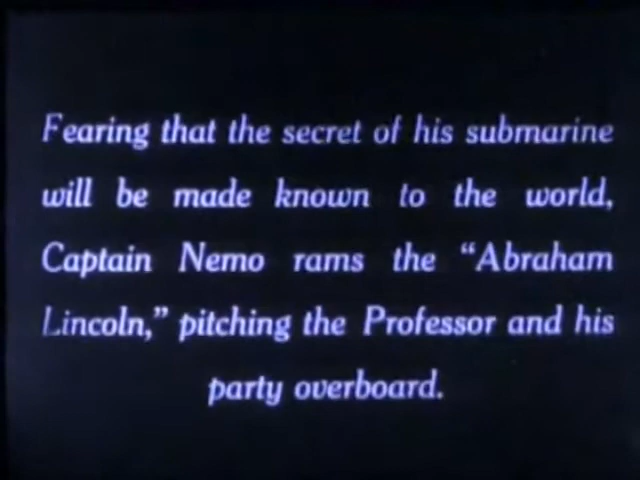 Fearing that the secret of his submarine
will be made known to the world,
Captain Nemo rams the “Abraham
Lincoln,” pitching the Professor and his
party overboard.